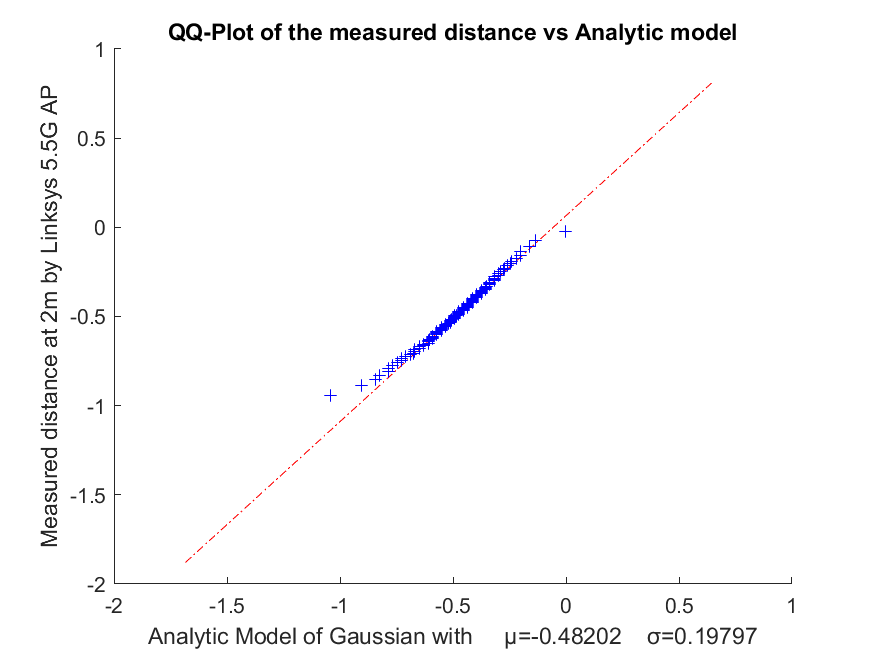 QQ-Plot of the measured distance vs Analytic model
Measured distance at 2m by Linksys 5.5G AP
1
0.5
0
-0.5
-1
-1.5
-2
-2 -1.5 -1 -0.5 0 0.5 1
Analytic Model of Gaussian with μ=-0.48202 σ=0.19797